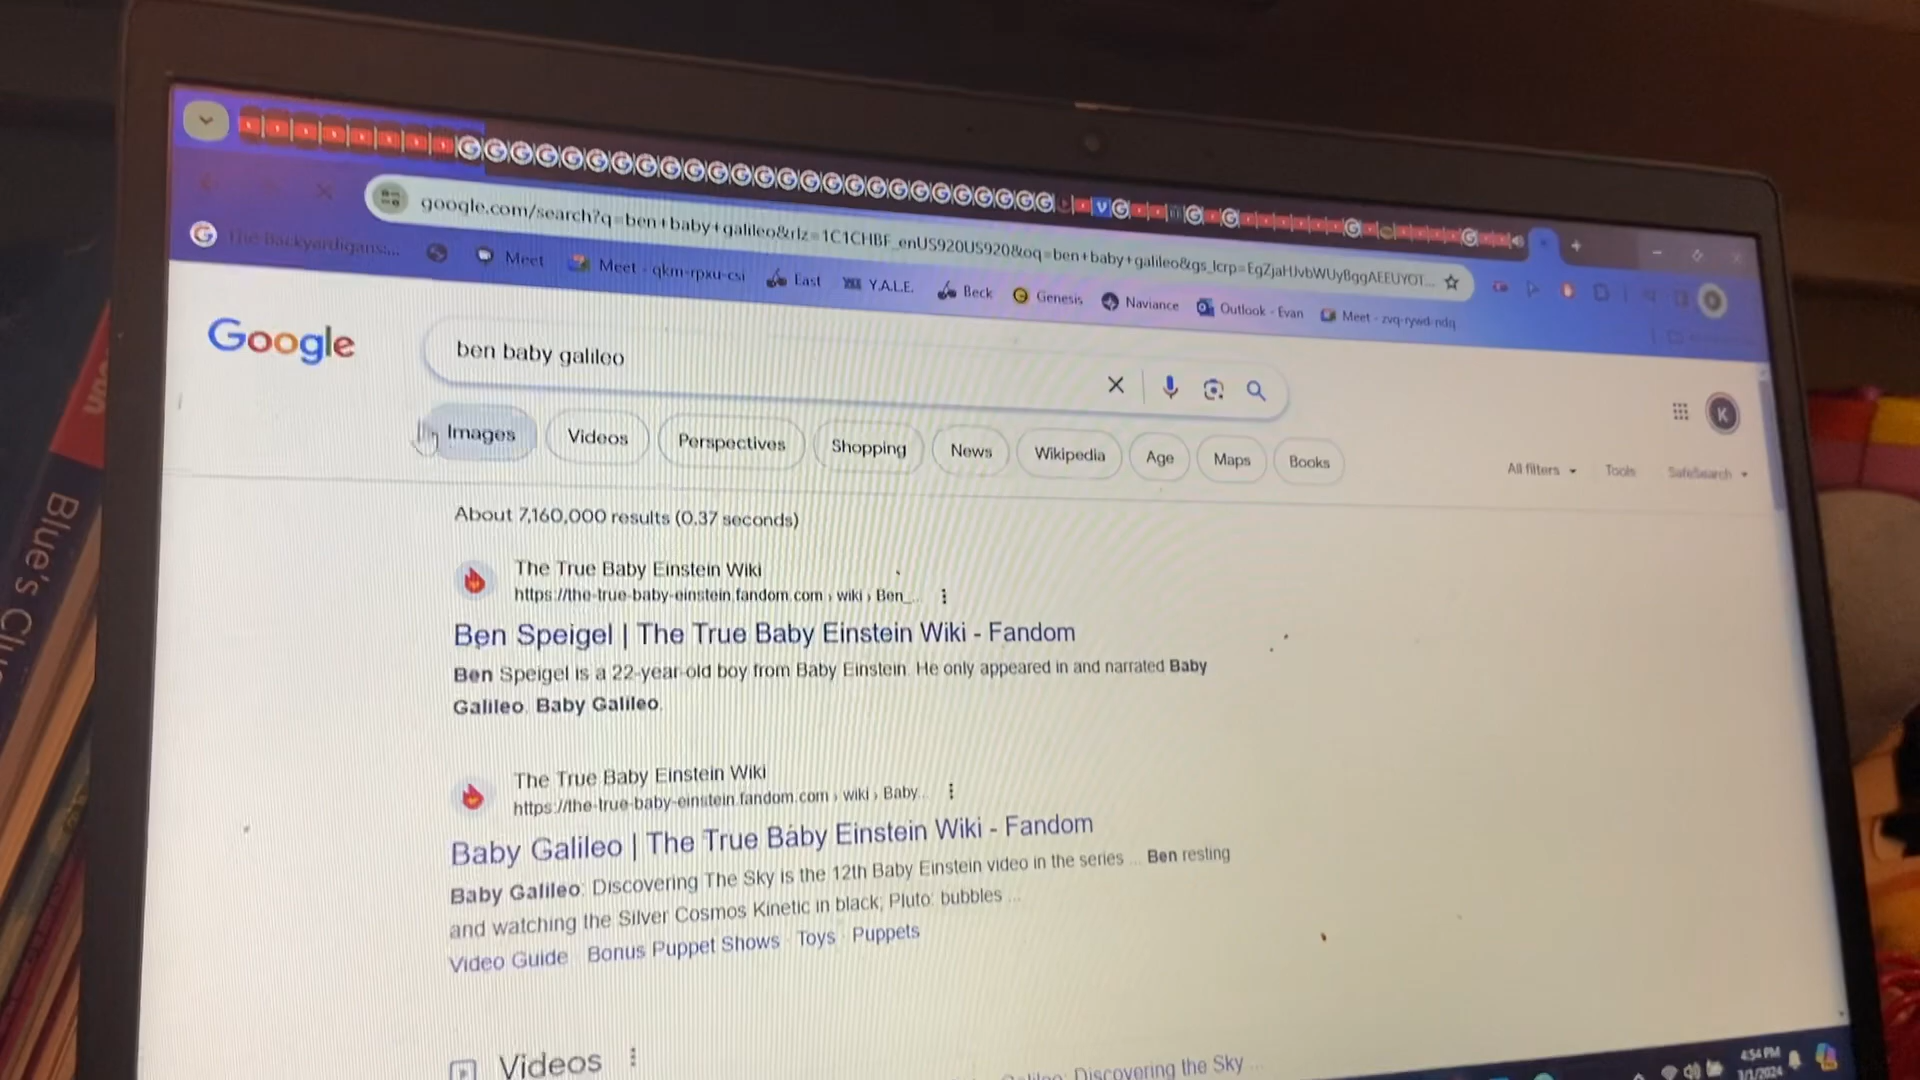 google.com/search?q=ben+baby+galileo&rlz=1C1CHBF_enUS920US920&oq=ben+baby+galileo&gs_lcrp=EgZjaHJvbWUyBggAEEUYOT...
The Backyardigans:...
Meet
Meet - qkm-rpxu-csi
East
Y.A.L.E.
Beck
Genesis
Naviance
Outlook - Evan
Meet - zvq-rywd-ndq
Google
ben baby galileo
K
Images
Videos
Perspectives
Shopping
News
Wikipedia
Age
Maps
Books
All filters
Tools
SafeSearch
About 7,160,000 results (0.37 seconds)
The True Baby Einstein Wiki
https://the-true-baby-einstein.fandom.com › wiki › Ben_...
Ben Speigel | The True Baby Einstein Wiki - Fandom
Ben Speigel is a 22-year-old boy from Baby Einstein. He only appeared in and narrated Baby
Galileo. Baby Galileo.
The True Baby Einstein Wiki
https://the-true-baby-einstein.fandom.com › wiki › Baby...
Baby Galileo | The True Baby Einstein Wiki - Fandom
Baby Galileo: Discovering The Sky is the 12th Baby Einstein video in the series ... Ben resting
and watching the Silver Cosmos Kinetic in black; Pluto: bubbles ...
Video Guide · Bonus Puppet Shows · Toys · Puppets
Videos
Discovering the Sky ...
4:54 PM
3/1/2024
Blue's Clu